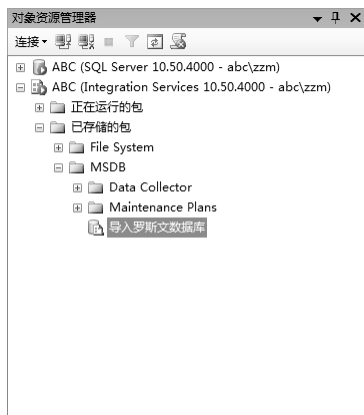 对象资源管理器
连接
ABC (SQL Server 10.50.4000 - abc\zzm)
ABC (Integration Services 10.50.4000 - abc\zzm)
正在运行的包
已存储的包
File System
MSDB
Data Collector
Maintenance Plans
导入罗斯文数据库